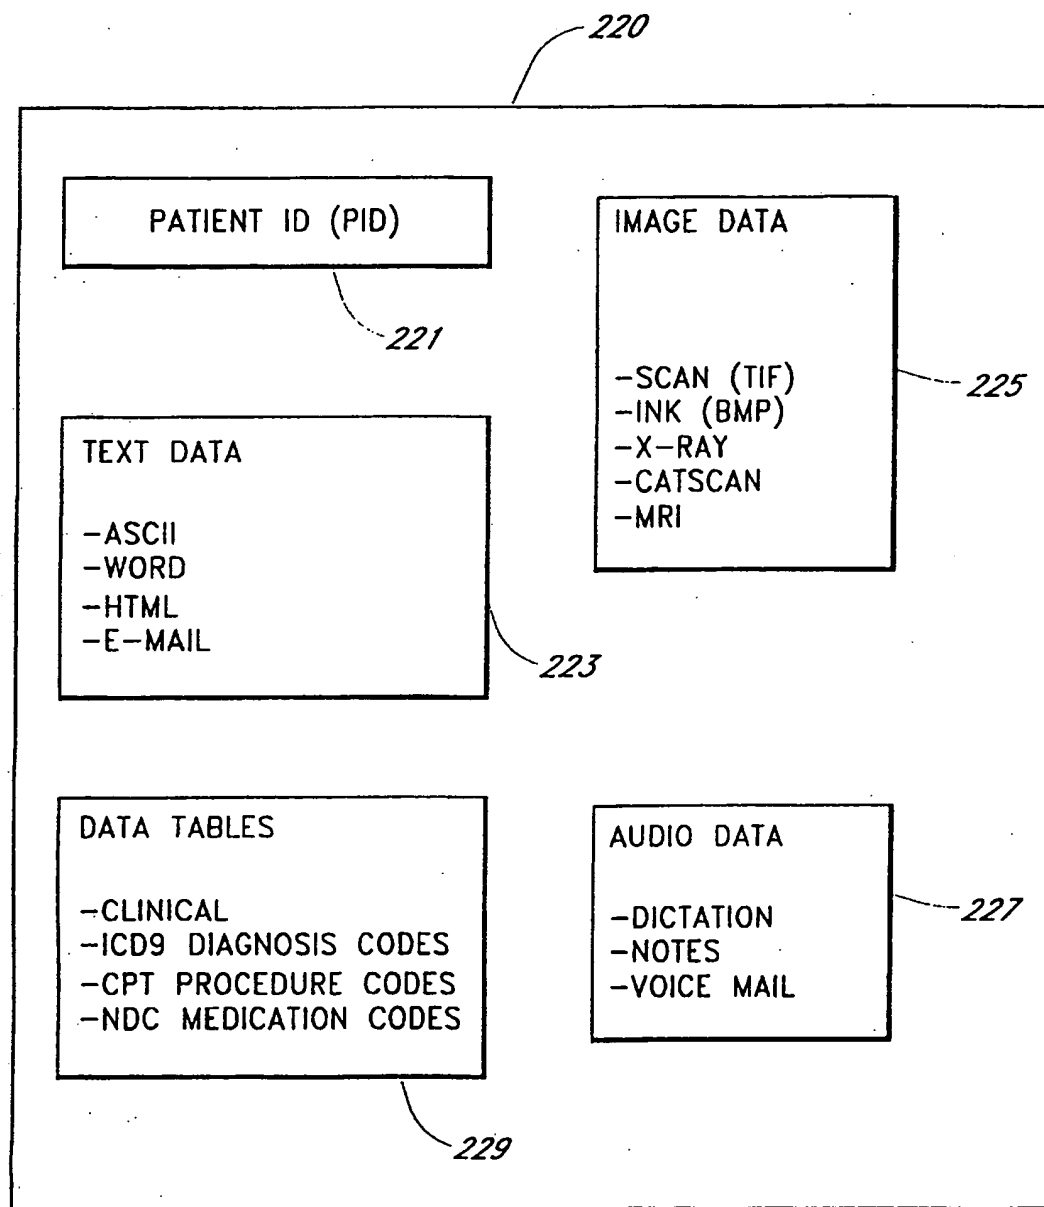 220
PATIENT ID (PID)
221
IMAGE DATA
-SCAN (TIF)
-INK (BMP)
-X-RAY
-CATSCAN
-MRI
225
TEXT DATA
-ASCII
-WORD
-HTML
-E-MAIL
223
DATA TABLES
-CLINICAL
-ICD9 DIAGNOSIS CODES
-CPT PROCEDURE CODES
-NDC MEDICATION CODES
229
AUDIO DATA
-DICTATION
-NOTES
-VOICE MAIL
227